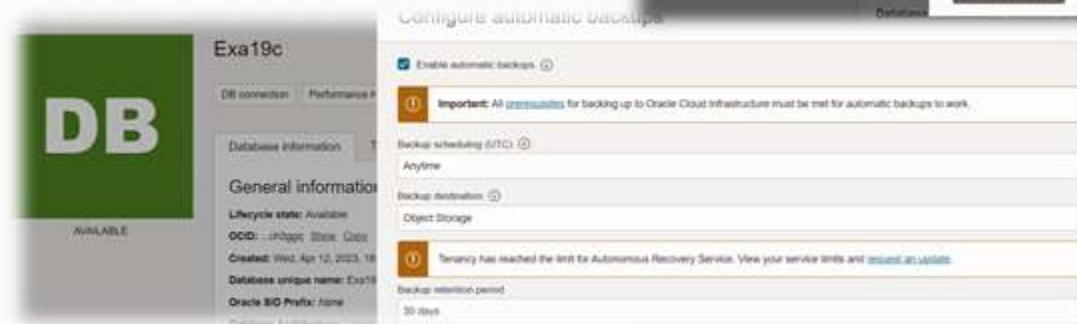 Configure automatic backups
Database
Exa19c
Enable automatic backups
DB connection
Performance
Important: All prerequisites for backing up to Oracle Cloud Infrastructure must be met for automatic backups to work.
DB
Database information
Backup scheduling (UTC)
Anytime
General information
Backup destination
Lifecycle state: Available
Object Storage
AVAILABLE
OCID: Show Copy
Created: Wed, Apr 12, 2023,
Tenancy has reached the limit for Autonomous Recovery Service. View your service limits and request an update.
Database unique name:
Backup retention period
Oracle SID Prefix: None
30 days